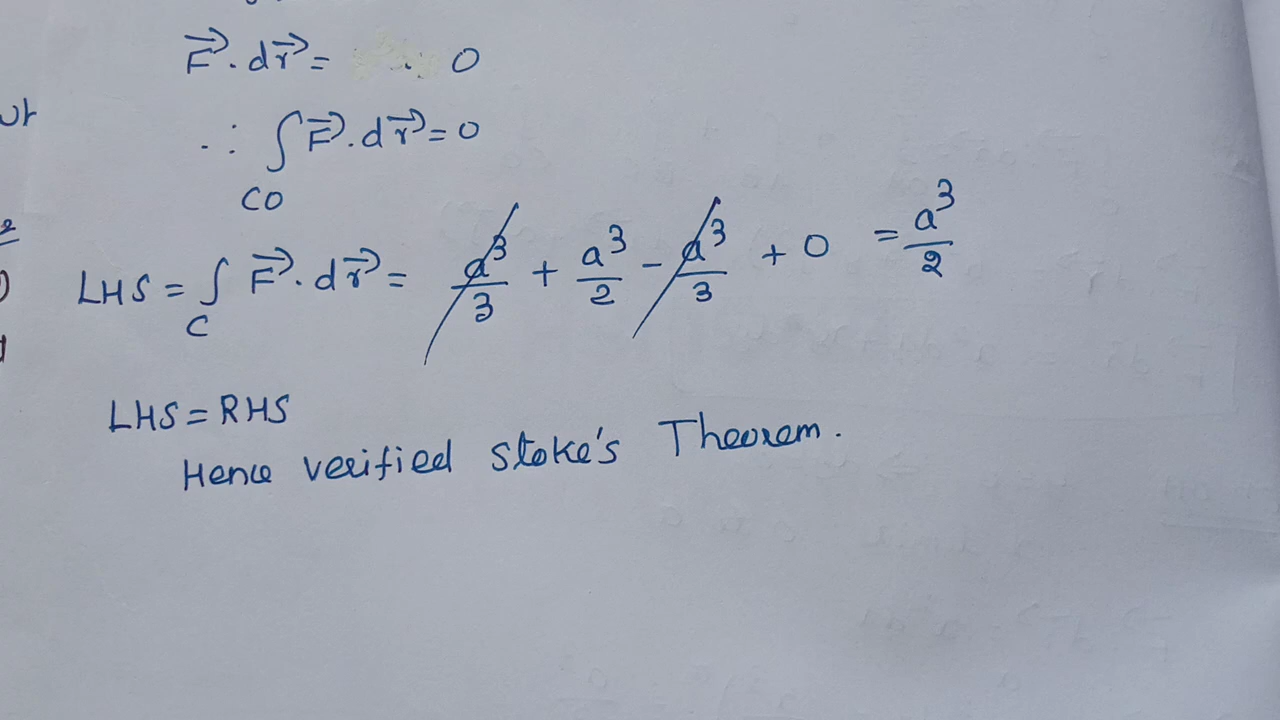 F⃗.dr⃗ = 0
∴ ∫ F⃗.dr⃗ = 0
CO
LHS = ∫_C F⃗.dr⃗ = a³/3 + a³/2 - a³/3 + 0 = a³/2
LHS = RHS
Hence verified stoke's Theorem.